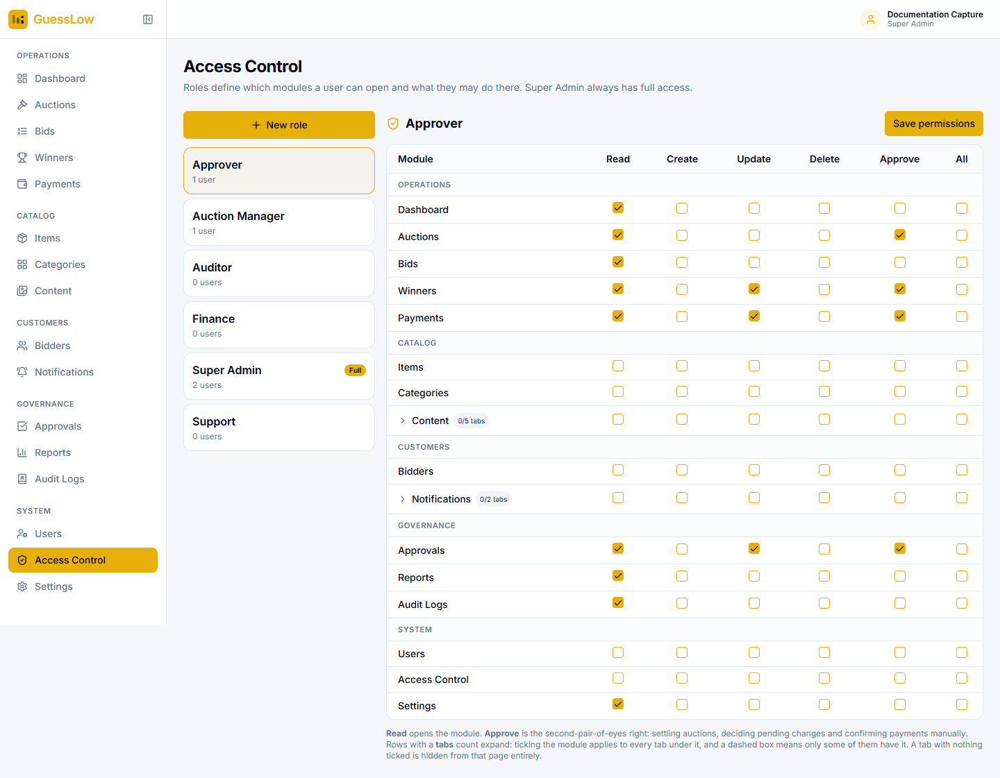 GuessLow
Documentation Capture
Super Admin
OPERATIONS
Dashboard
Auctions
Bids
Winners
Payments
CATALOG
Items
Categories
Content
CUSTOMERS
Bidders
Notifications
GOVERNANCE
Approvals
Reports
Audit Logs
SYSTEM
Users
Access Control
Settings
Access Control
Roles define which modules a user can open and what they may do there. Super Admin always has full access.
New role
Approver
1 user
Auction Manager
1 user
Auditor
0 users
Finance
0 users
Super Admin Full
2 users
Support
0 users
Approver
Save permissions
Module Read Create Update Delete Approve All
OPERATIONS
Dashboard
Auctions
Bids
Winners
Payments
CATALOG
Items
Categories
Content 0/5 tabs
CUSTOMERS
Bidders
Notifications 0/2 tabs
GOVERNANCE
Approvals
Reports
Audit Logs
SYSTEM
Users
Access Control
Settings
Read opens the module. Approve is the second-pair-of-eyes right: settling auctions, deciding pending changes and confirming payments manually.
Rows with a tabs count expand: ticking the module applies to every tab under it, and a dashed box means only some of them have it. A tab with nothing
ticked is hidden from that page entirely.